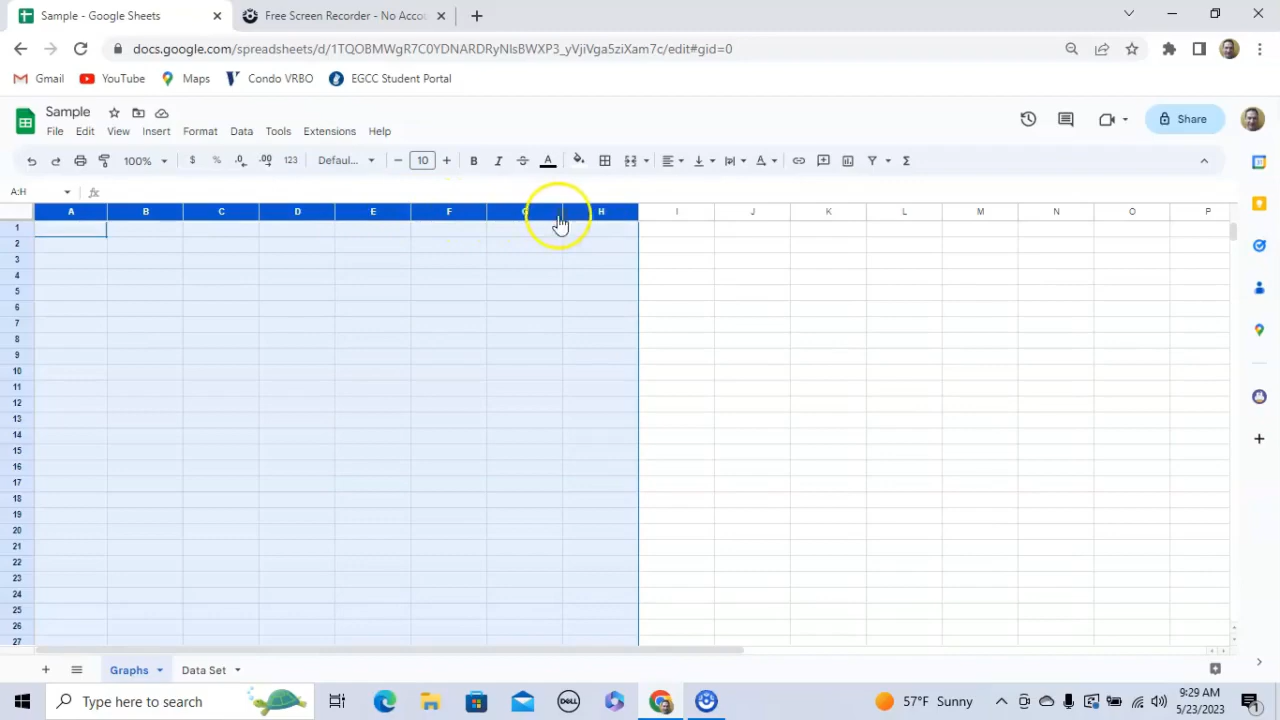 Sample - Google Sheets
Free Screen Recorder - No Accou
docs.google.com/spreadsheets/d/1TQOBMWgR7C0YDNARDRyNlsBWXP3_yVjiVga5ziXam7c/edit#gid=0
Gmail YouTube Maps Condo VRBO EGCC Student Portal
Sample
File Edit View Insert Format Data Tools Extensions Help
Share
100% $ % .0 .00 123 Defaul... − 10 + B I S A Σ
A:H fx
A B C D E F G H I J K L M N O P
1
2
3
4
5
6
7
8
9
10
11
12
13
14
15
16
17
18
19
20
21
22
23
24
25
26
27
Graphs Data Set
Type here to search
DELL
57°F Sunny
9:29 AM
5/23/2023
1